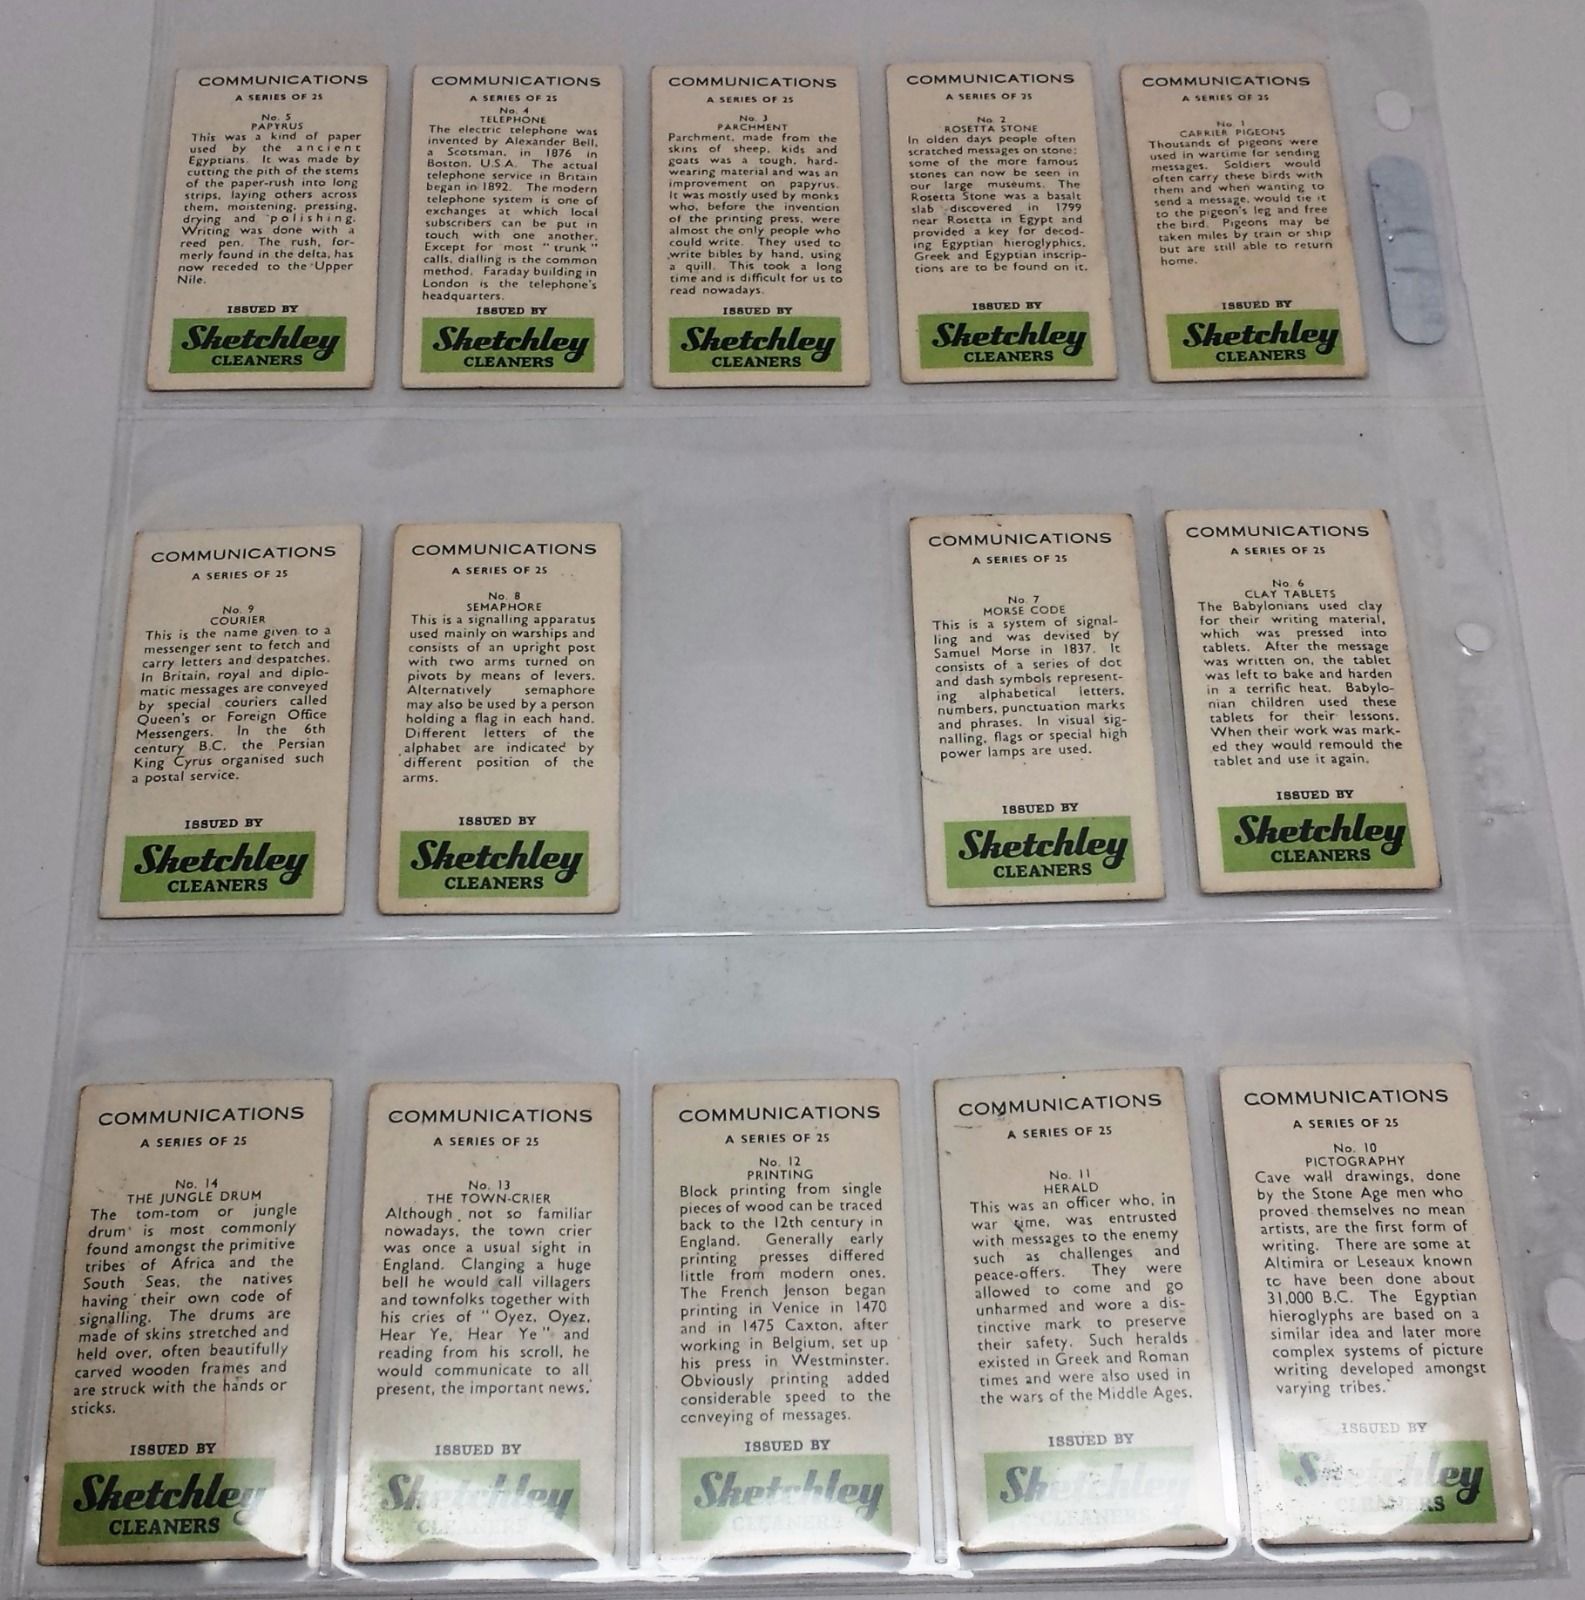 COMMUNICATIONS
A SERIES OF 25
No. 5
PAPYRUS
This was a kind of paper
used by the ancient
Egyptians. It was made by
cutting the pith of the stems
of the paper-rush into long
strips, laying others across
them, moistening, pressing,
drying and polishing.
Writing was done with a
reed pen. The rush, for-
merly found in the delta, has
now receded to the Upper
Nile.
ISSUED BY
Sketchley
CLEANERS
COMMUNICATIONS
A SERIES OF 25
No. 4
TELEPHONE
The electric telephone was
invented by Alexander Bell,
a Scotsman, in 1876 in
Boston, U.S.A. The actual
telephone service in Britain
began in 1892. The modern
telephone system is one of
exchanges at which local
subscribers can be put in
touch with one another.
Except for most "trunk"
calls, dialling is the common
method. Faraday building in
London is the telephone's
headquarters.
ISSUED BY
Sketchley
CLEANERS
COMMUNICATIONS
A SERIES OF 25
No. 3
PARCHMENT
Parchment, made from the
skins of sheep, kids and
goats was a tough, hard-
wearing material and was an
improvement on papyrus.
It was mostly used by monks
who, before the invention
of the printing press, were
almost the only people who
could write. They used to
write bibles by hand, using
a quill. This took a long
time and is difficult for us to
read nowadays.
ISSUED BY
Sketchley
CLEANERS
COMMUNICATIONS
A SERIES OF 25
No. 2
ROSETTA STONE
In olden days people often
scratched messages on stone;
some of the more famous
stones can now be seen in
our large museums. The
Rosetta Stone was a basalt
slab discovered in 1799
near Rosetta in Egypt and
provided a key for decod-
ing Egyptian hieroglyphics.
Greek and Egyptian inscrip-
tions are to be found on it.
ISSUED BY
Sketchley
CLEANERS
COMMUNICATIONS
A SERIES OF 25
No. 1
CARRIER PIGEONS
Thousands of pigeons were
used in wartime for sending
messages. Soldiers would
often carry these birds with
them and when wanting to
send a message, would tie it
to the pigeon's leg and free
the bird. Pigeons may be
taken miles by train or ship
but are still able to return
home.
ISSUED BY
Sketchley
CLEANERS
COMMUNICATIONS
A SERIES OF 25
No. 9
COURIER
This is the name given to a
messenger sent to fetch and
carry letters and despatches.
In Britain, royal and diplo-
matic messages are conveyed
by special couriers called
Queen's or Foreign Office
Messengers. In the 6th
century B.C. the Persian
King Cyrus organised such
a postal service.
ISSUED BY
Sketchley
CLEANERS
COMMUNICATIONS
A SERIES OF 25
No. 8
SEMAPHORE
This is a signalling apparatus
used mainly on warships and
consists of an upright post
with two arms turned on
pivots by means of levers.
Alternatively semaphore
may also be used by a person
holding a flag in each hand.
Different letters of the
alphabet are indicated by
different position of the
arms.
ISSUED BY
Sketchley
CLEANERS
COMMUNICATIONS
A SERIES OF 25
No. 7
MORSE CODE
This is a system of signal-
ling and was devised by
Samuel Morse in 1837. It
consists of a series of dot
and dash symbols represent-
ing alphabetical letters,
numbers, punctuation marks
and phrases. In visual sig-
nalling, flags or special high
power lamps are used.
ISSUED BY
Sketchley
CLEANERS
COMMUNICATIONS
A SERIES OF 25
No. 6
CLAY TABLETS
The Babylonians used clay
for their writing material,
which was pressed into
tablets. After the message
was written on, the tablet
was left to bake and harden
in a terrific heat. Babylo-
nian children used these
tablets for their lessons.
When their work was mark-
ed they would remould the
tablet and use it again.
ISSUED BY
Sketchley
CLEANERS
COMMUNICATIONS
A SERIES OF 25
No. 14
THE JUNGLE DRUM
The tom-tom or jungle
drum is most commonly
found amongst the primitive
tribes of Africa and the
South Seas, the natives
having their own code of
signalling. The drums are
made of skins stretched and
held over, often beautifully
carved wooden frames and
are struck with the hands or
sticks.
ISSUED BY
Sketchley
CLEANERS
COMMUNICATIONS
A SERIES OF 25
No. 13
THE TOWN-CRIER
Although not so familiar
nowadays, the town crier
was once a usual sight in
England. Clanging a huge
bell he would call villagers
and townfolks together with
his cries of "Oyez, Oyez,
Hear Ye, Hear Ye" and
reading from his scroll, he
would communicate to all
present, the important news.
ISSUED BY
Sketchley
CLEANERS
COMMUNICATIONS
A SERIES OF 25
No. 12
PRINTING
Block printing from single
pieces of wood can be traced
back to the 12th century in
England. Generally early
printing presses differed
little from modern ones.
The French Jenson began
printing in Venice in 1470
and in 1475 Caxton, after
working in Belgium, set up
his press in Westminster.
Obviously printing added
considerable speed to the
conveying of messages.
ISSUED BY
Sketchley
CLEANERS
COMMUNICATIONS
A SERIES OF 25
No. 11
HERALD
This was an officer who, in
war time, was entrusted
with messages to the enemy
such as challenges and
peace-offers. They were
allowed to come and go
unharmed and wore a dis-
tinctive mark to preserve
their safety. Such heralds
existed in Greek and Roman
times and were also used in
the wars of the Middle Ages.
ISSUED BY
Sketchley
CLEANERS
COMMUNICATIONS
A SERIES OF 25
No. 10
PICTOGRAPHY
Cave wall drawings, done
by the Stone Age men who
proved themselves no mean
artists, are the first form of
writing. There are some at
Altimira or Leseaux known
to have been done about
31,000 B.C. The Egyptian
hieroglyphs are based on a
similar idea and later more
complex systems of picture
writing developed amongst
varying tribes.
ISSUED BY
Sketchley
CLEANERS